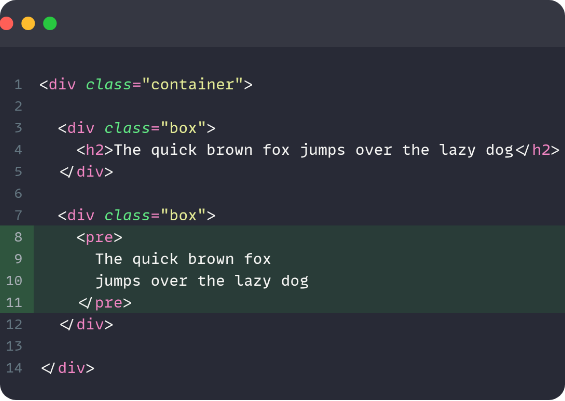 1 <div class="container">
2
3 <div class="box">
4 <h2>The quick brown fox jumps over the lazy dog</h2>
5 </div>
6
7 <div class="box">
8 <pre>
9 The quick brown fox
10 jumps over the lazy dog
11 </pre>
12 </div>
13
14 </div>